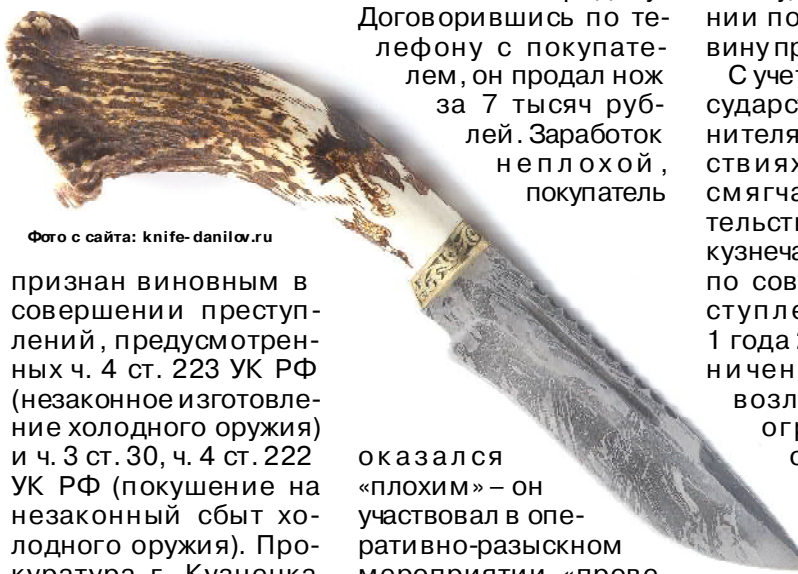 Фото с сайта: knife-danilov.ru
признан виновным в
совершении преступ-
лений, предусмотрен-
ных ч. 4 ст. 223 УК РФ
(незаконное изготовле-
ние холодного оружия)
и ч. 3 ст. 30, ч. 4 ст. 222
УК РФ (покушение на
незаконный сбыт хо-
лодного оружия). Про-
куратура г. Кузнецка
Договорившись по те-
лефону с покупате-
лем, он продал нож
за 7 тысяч руб-
лей. Заработок
неплохой,
покупатель
оказался
«плохим» – он
участвовал в опе-
ративно-разыскном
мероприятии «прове-
нии по
вину пр
С учет
сударс
нителя
ствиях
смягча
тельст
кузнеча
по сов
ступле
1 года
ничен
возл
огр